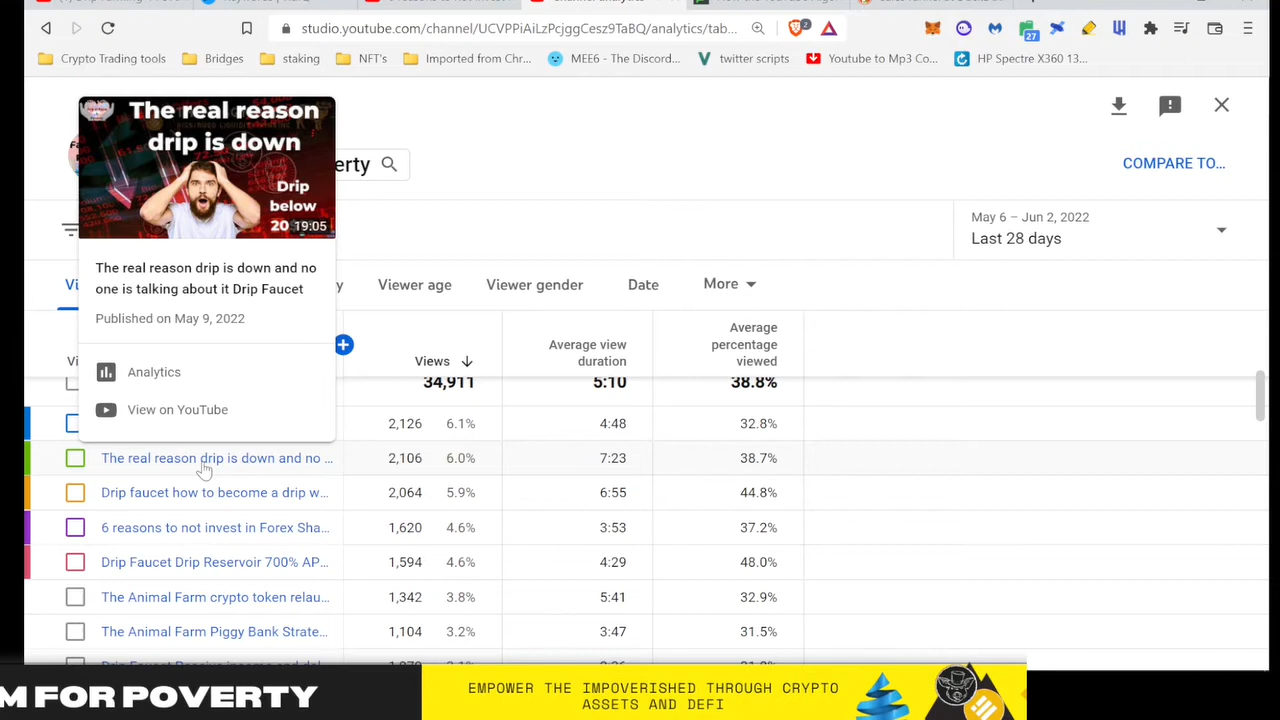 studio.youtube.com/channel/UCVPPiAiLzPcjggCesz9TaBQ/analytics/tab...
2
27
Crypto Trading tools
Bridges
staking
NFT's
Imported from Chr...
MEE6 - The Discord...
twitter scripts
Youtube to Mp3 Co...
HP Spectre X360 13...
The real reason
drip is down
Drip
below
20
19:05
The real reason drip is down and no
one is talking about it Drip Faucet
Published on May 9, 2022
Analytics
View on YouTube
erty
COMPARE TO...
May 6 – Jun 2, 2022
Last 28 days
Vi
y
Viewer age
Viewer gender
Date
More
Vi
Views
Average view
duration
Average
percentage
viewed
34,911 5:10 38.8%
2,126 6.1% 4:48 32.8%
The real reason drip is down and no ... 2,106 6.0% 7:23 38.7%
Drip faucet how to become a drip w... 2,064 5.9% 6:55 44.8%
6 reasons to not invest in Forex Sha... 1,620 4.6% 3:53 37.2%
Drip Faucet Drip Reservoir 700% AP... 1,594 4.6% 4:29 48.0%
The Animal Farm crypto token relau... 1,342 3.8% 5:41 32.9%
The Animal Farm Piggy Bank Strate... 1,104 3.2% 3:47 31.5%
M FOR POVERTY
EMPOWER THE IMPOVERISHED THROUGH CRYPTO
ASSETS AND DEFI